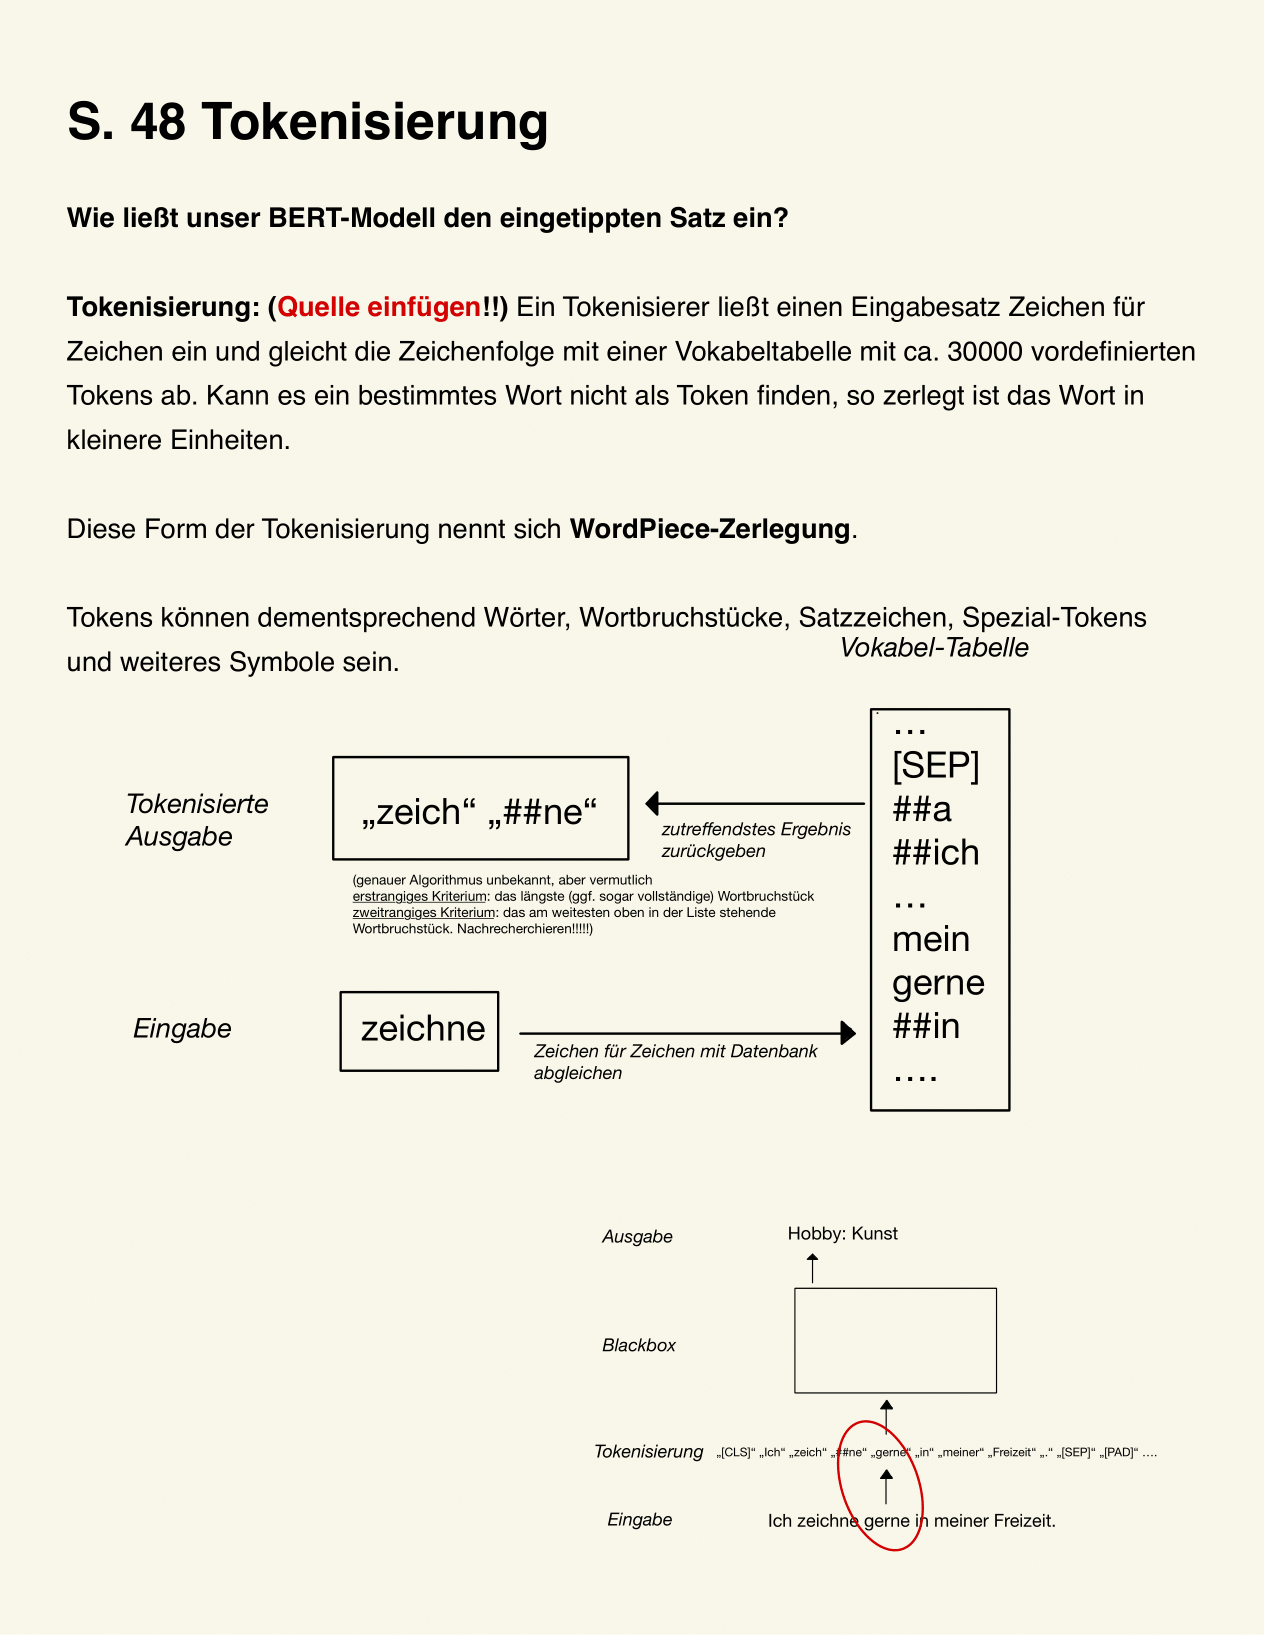 S. 48 Tokenisierung
Wie ließt unser BERT-Modell den eingetippten Satz ein?
Tokenisierung: (Quelle einfügen!!) Ein Tokenisierer ließt einen Eingabesatz Zeichen für
Zeichen ein und gleicht die Zeichenfolge mit einer Vokabeltabelle mit ca. 30000 vordefinierten
Tokens ab. Kann es ein bestimmtes Wort nicht als Token finden, so zerlegt ist das Wort in
kleinere Einheiten.
Diese Form der Tokenisierung nennt sich WordPiece-Zerlegung.
Tokens können dementsprechend Wörter, Wortbruchstücke, Satzzeichen, Spezial-Tokens
und weiteres Symbole sein.
Vokabel-Tabelle
…
[SEP]
##a
##ich
…
mein
gerne
##in
….
Tokenisierte
Ausgabe
„zeich“ „##ne“
zutreffendstes Ergebnis
zurückgeben
(genauer Algorithmus unbekannt, aber vermutlich
erstrangiges Kriterium: das längste (ggf. sogar vollständige) Wortbruchstück
zweitrangiges Kriterium: das am weitesten oben in der Liste stehende
Wortbruchstück. Nachrecherchieren!!!!!)
Eingabe
zeichne
Zeichen für Zeichen mit Datenbank
abgleichen
Ausgabe
Hobby: Kunst
Blackbox
Tokenisierung
„[CLS]“ „Ich“ „zeich“ „##ne“ „gerne“ „in“ „meiner“ „Freizeit“ „.“ „[SEP]“ „[PAD]“ ….
Eingabe
Ich zeichne gerne in meiner Freizeit.